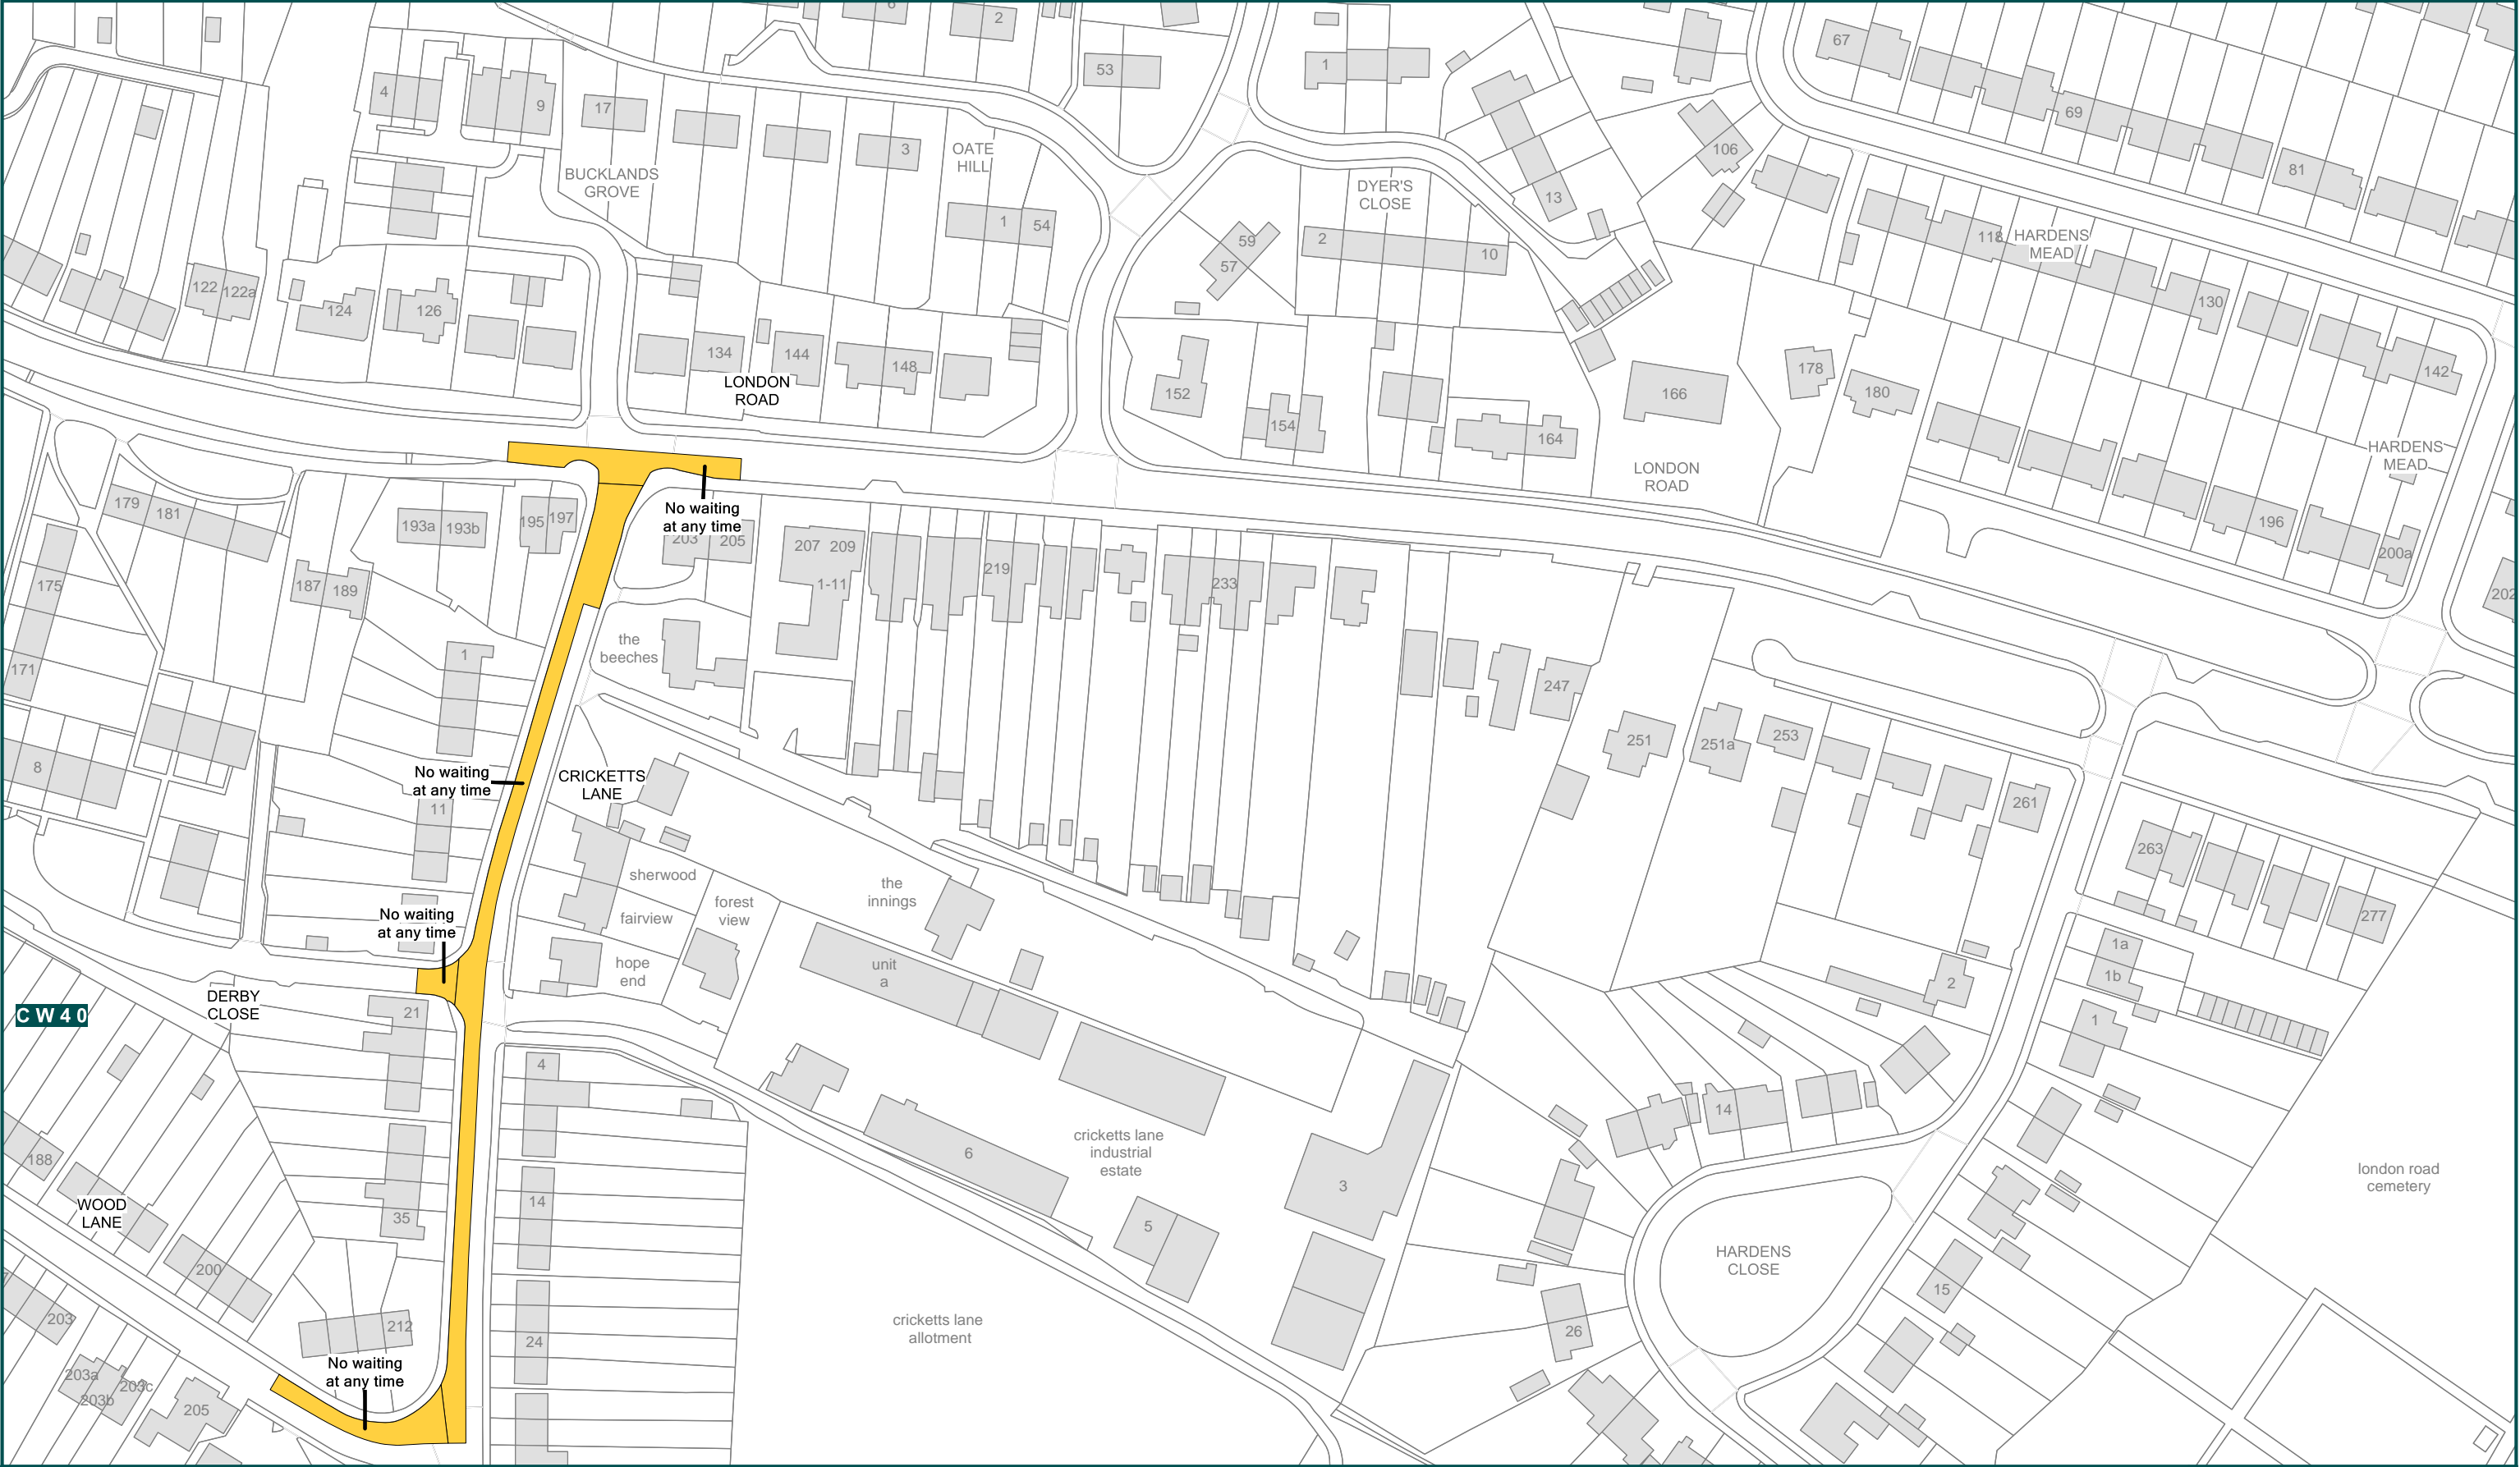 6
2
53
1
67
69
81
4
9
17
3
OATE
HILL
BUCKLANDS
GROVE
1
54
106
13
DYER'S
CLOSE
59
57
2
10
118
HARDENS
MEAD
130
142
122
122a
124
126
134
144
148
LONDON
ROAD
152
154
164
166
178
180
HARDENS
MEAD
LONDON
ROAD
196
200a
202
179
181
193a
193b
195
197
No waiting
at any time
203
205
207
209
1-11
219
233
175
187
189
171
1
the
beeches
247
251
251a
253
261
8
No waiting
at any time
CRICKETTS
LANE
11
263
277
sherwood
fairview
forest
view
hope
end
the
innings
unit
a
No waiting
at any time
1a
1b
2
1
DERBY
CLOSE
CW40
21
4
14
188
6
cricketts lane
industrial
estate
3
london road
cemetery
WOOD
LANE
14
35
5
HARDENS
CLOSE
15
200
203
212
24
cricketts lane
allotment
26
No waiting
at any time
203a
203b
203c
205